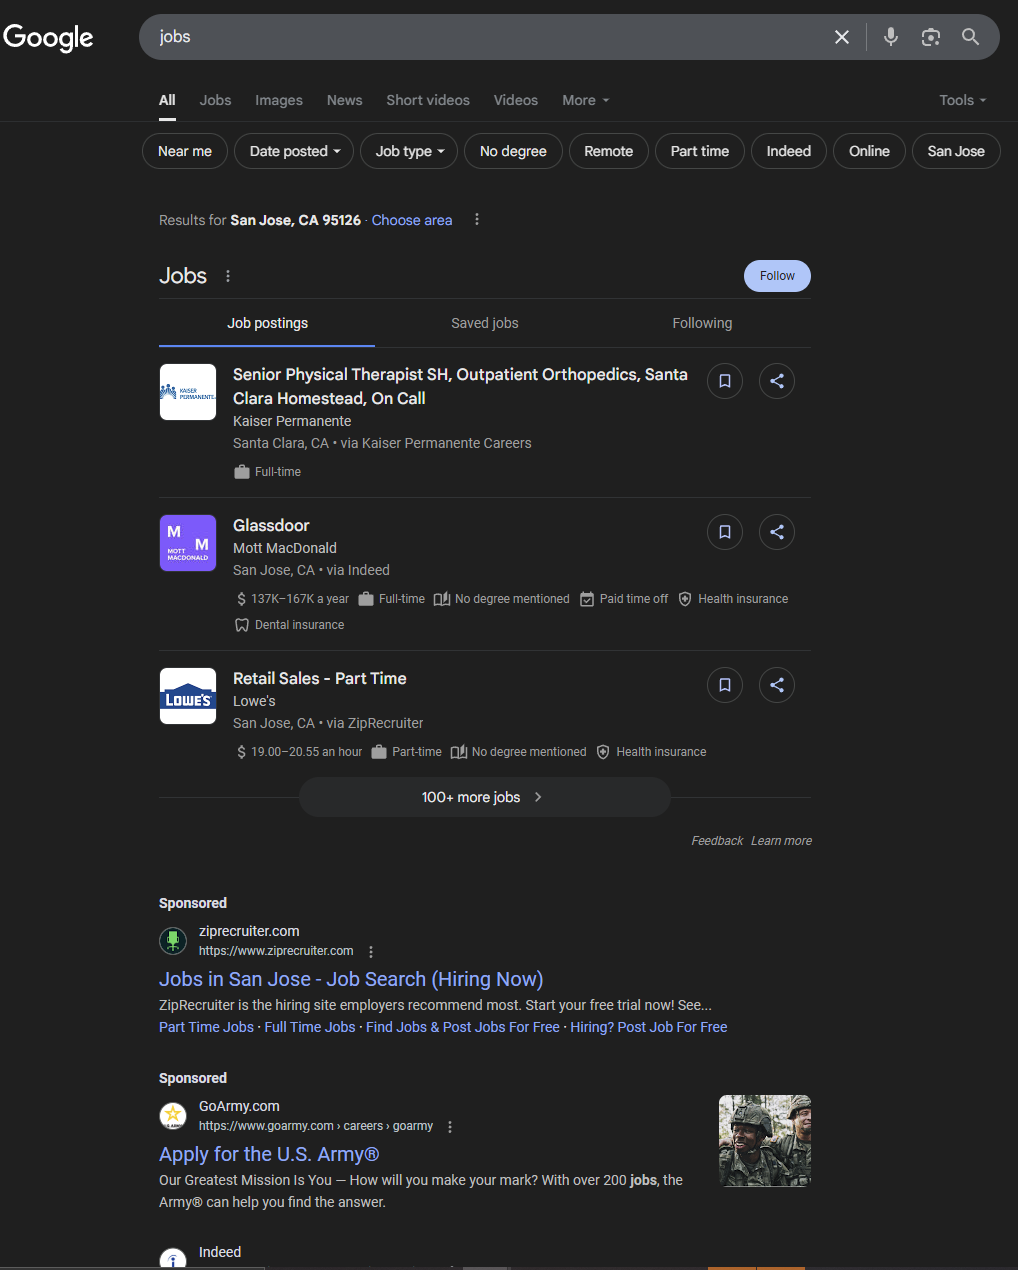 Google
jobs
All Jobs Images News Short videos Videos More Tools
Near me Date posted Job type No degree Remote Part time Indeed Online San Jose
Results for San Jose, CA 95126 · Choose area
Jobs
Follow
Job postings Saved jobs Following
KAISER
PERMANENTE
Senior Physical Therapist SH, Outpatient Orthopedics, Santa
Clara Homestead, On Call
Kaiser Permanente
Santa Clara, CA • via Kaiser Permanente Careers
Full-time
M
M
MOTT
MACDONALD
Glassdoor
Mott MacDonald
San Jose, CA • via Indeed
$ 137K–167K a year Full-time No degree mentioned Paid time off Health insurance
Dental insurance
LOWE'S
Retail Sales - Part Time
Lowe's
San Jose, CA • via ZipRecruiter
$ 19.00–20.55 an hour Part-time No degree mentioned Health insurance
100+ more jobs
Feedback Learn more
Sponsored
ziprecruiter.com
https://www.ziprecruiter.com
Jobs in San Jose - Job Search (Hiring Now)
ZipRecruiter is the hiring site employers recommend most. Start your free trial now! See...
Part Time Jobs · Full Time Jobs · Find Jobs & Post Jobs For Free · Hiring? Post Job For Free
Sponsored
GoArmy.com
https://www.goarmy.com › careers › goarmy
U.S. ARMY
Apply for the U.S. Army®
Our Greatest Mission Is You — How will you make your mark? With over 200 jobs, the
Army® can help you find the answer.
Indeed